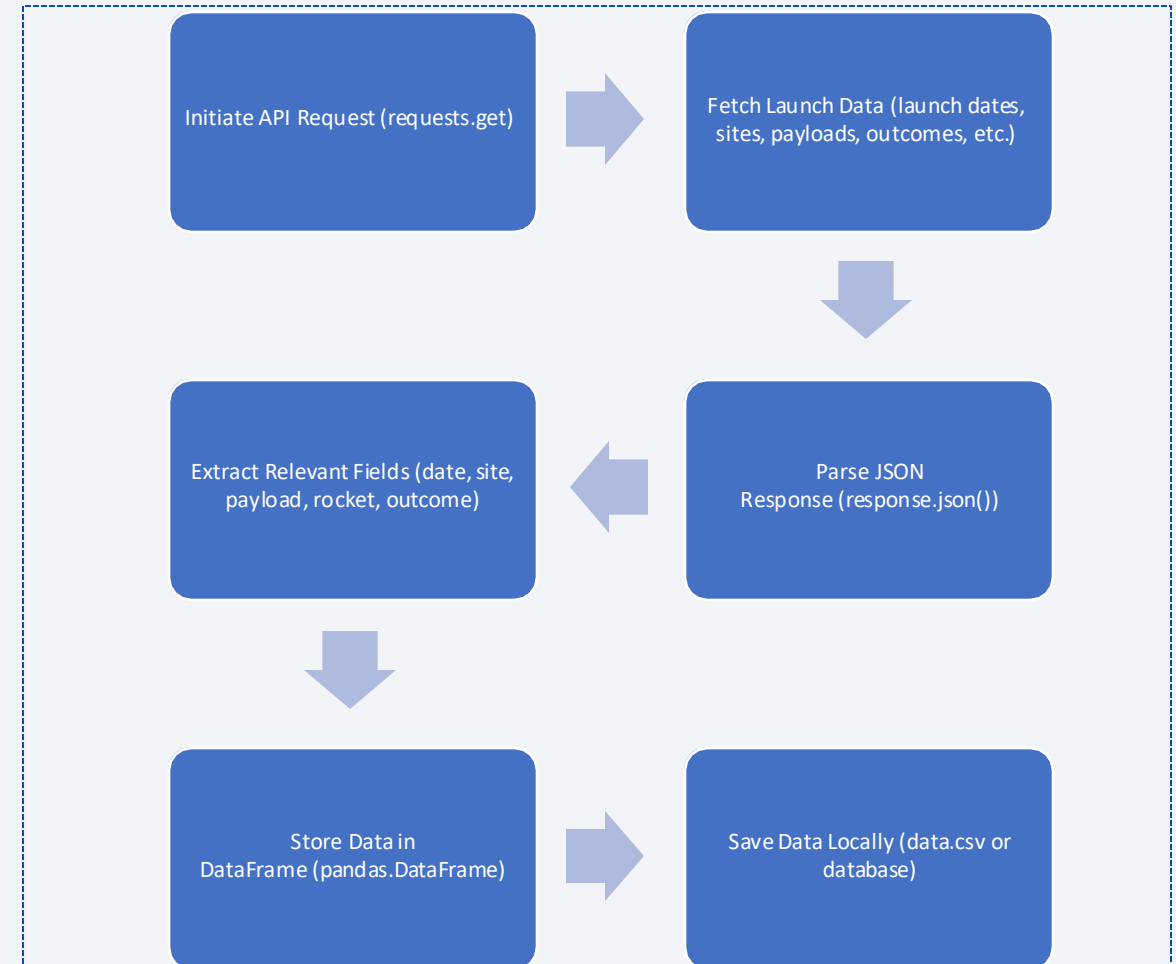 Initiate API Request (requests.get)
Fetch Launch Data (launch dates,
sites, payloads, outcomes, etc.)
Parse JSON
Response (response.json())
Extract Relevant Fields (date, site,
payload, rocket, outcome)
Store Data in
DataFrame (pandas.DataFrame)
Save Data Locally (data.csv or
database)